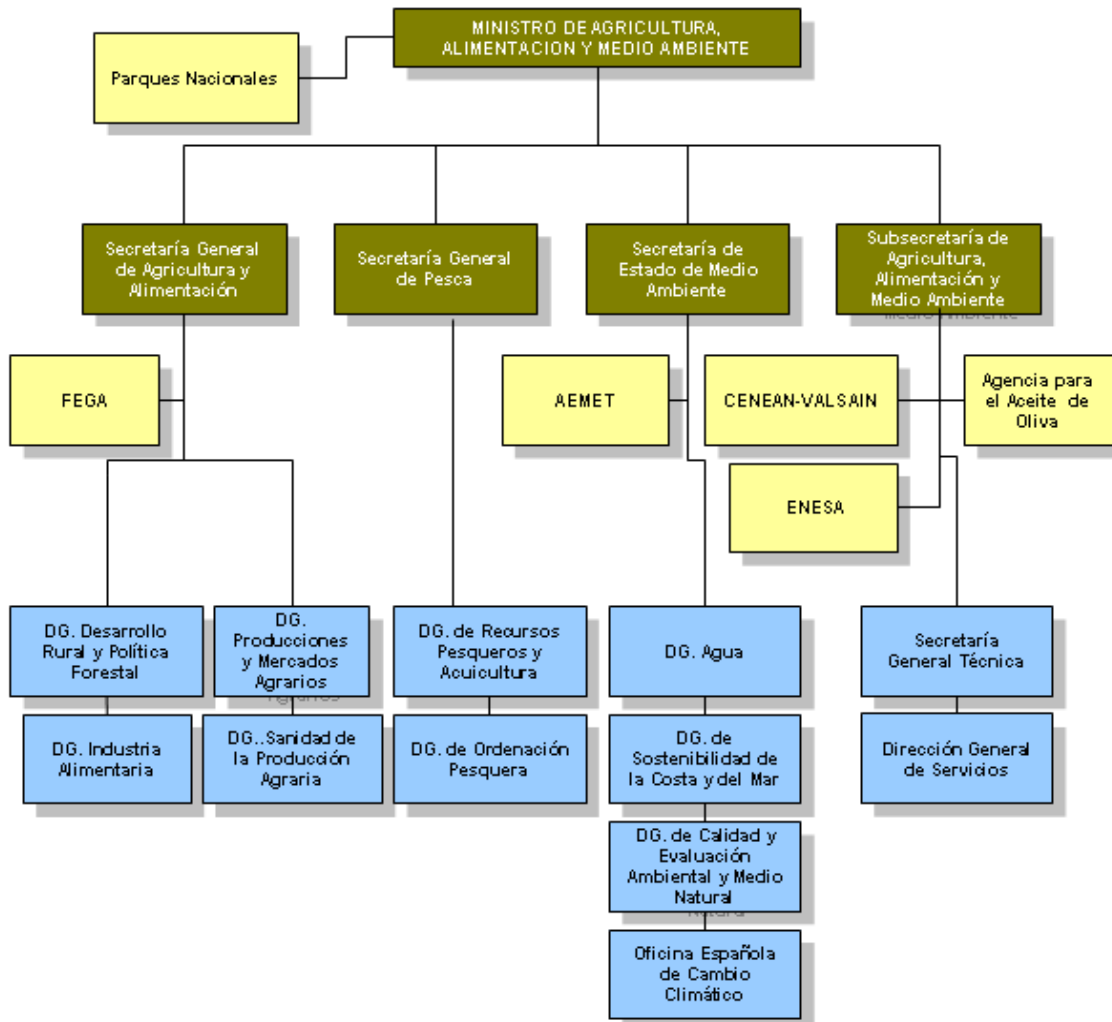 MINISTRO DE AGRICULTURA,
ALIMENTACION Y MEDIO AMBIENTE
Parques Nacionales
Secretaría General
de Agricultura y
Alimentación
Secretaría General
de Pesca
Secretaría de
Estado de Medio
Ambiente
Subsecretaría de
Agricultura,
Alimentación y
Medio Ambiente
FEGA
AEMET
CENEAN-VALSAIN
Agencia para
el Aceite de
Oliva
ENESA
DG. Desarrollo
Rural y Política
Forestal
DG.
Producciones
y Mercados
Agrarios
DG. de Recursos
Pesqueros y
Acuicultura
DG. Agua
Secretaría
General Técnica
DG. Industria
Alimentaria
DG..Sanidad de
la Producción
Agraria
DG. de Ordenación
Pesquera
DG. de
Sostenibilidad de
la Costa y del Mar
Dirección General
de Servicios
DG. de Calidad y
Evaluación
Ambiental y Medio
Natural
Oficina Española
de Cambio
Climático